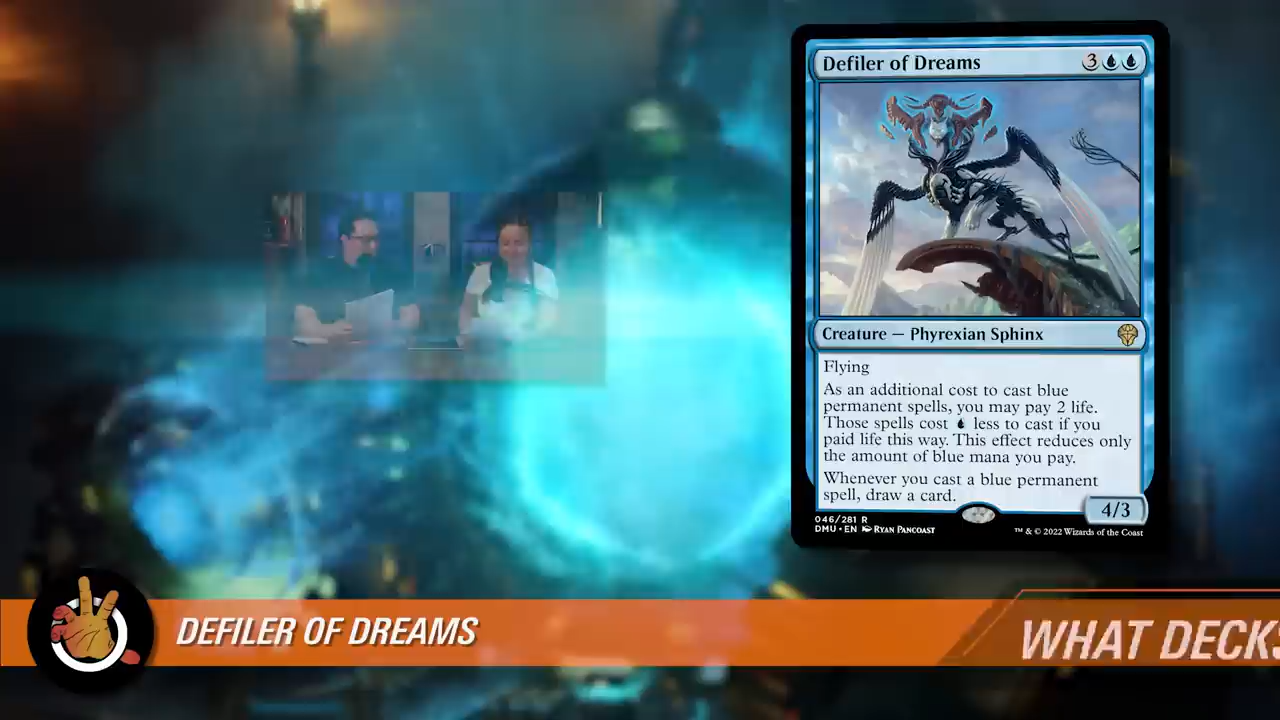 Defiler of Dreams 3
Creature — Phyrexian Sphinx
Flying
As an additional cost to cast blue
permanent spells, you may pay 2 life.
Those spells cost less to cast if you
paid life this way. This effect reduces only
the amount of blue mana you pay.
Whenever you cast a blue permanent
spell, draw a card.
4/3
046/281 R
DMU • EN RYAN PANCOAST
™ & © 2022 Wizards of the Coast
DEFILER OF DREAMS
WHAT DECKS